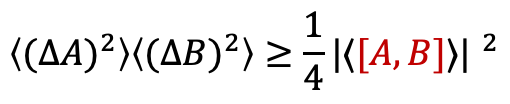 ⟨(ΔA)²⟩⟨(ΔB)²⟩ ≥ 1/4 |⟨[A, B]⟩| ²